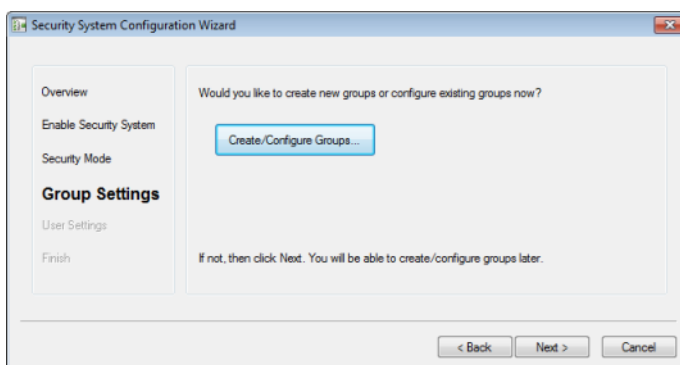 Security System Configuration Wizard
Overview
Enable Security System
Security Mode
Group Settings
User Settings
Finish
Would you like to create new groups or configure existing groups now?
Create/Configure Groups...
If not, then click Next. You will be able to create/configure groups later.
< Back
Next >
Cancel